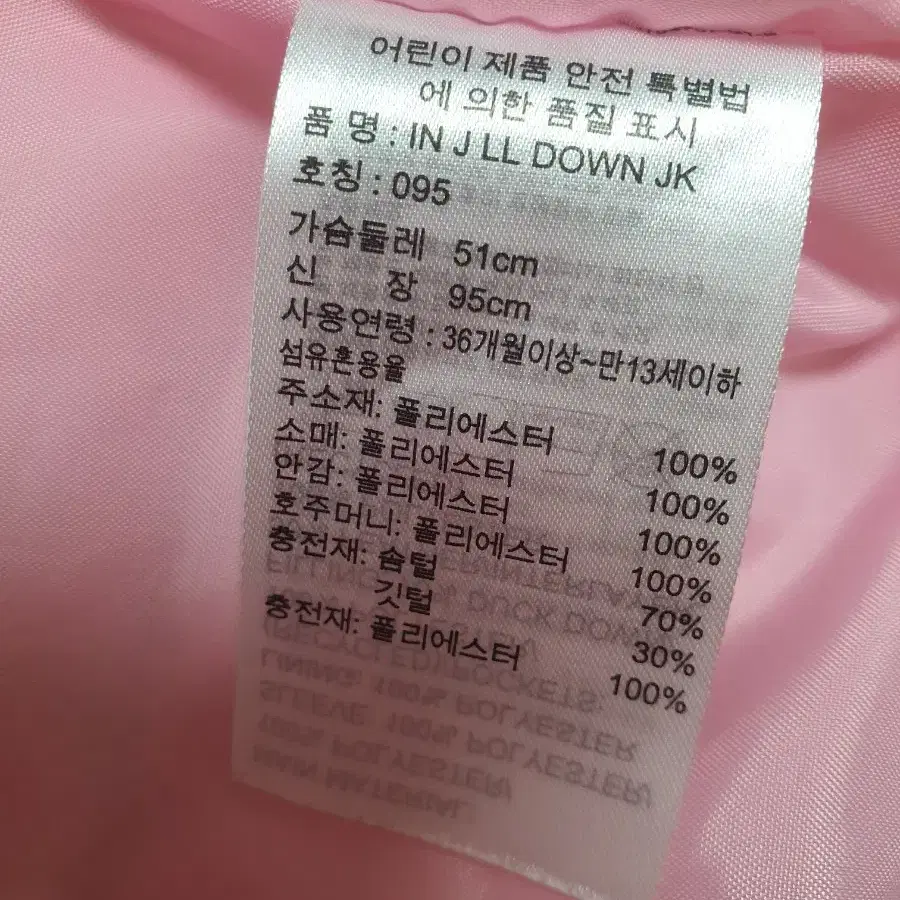 어린이 제품 안전 특별법
에 의한 품질 표시
품 명 : IN J LL DOWN JK
호칭 : 095
가슴둘레 51cm
신 장 95cm
사용연령 : 36개월이상~만13세이하
섬유혼용율
주소재: 폴리에스터 100%
소매: 폴리에스터 100%
안감: 폴리에스터 100%
호주머니: 폴리에스터 100%
충전재: 솜털 70%
깃털 30%
충전재: 폴리에스터 100%